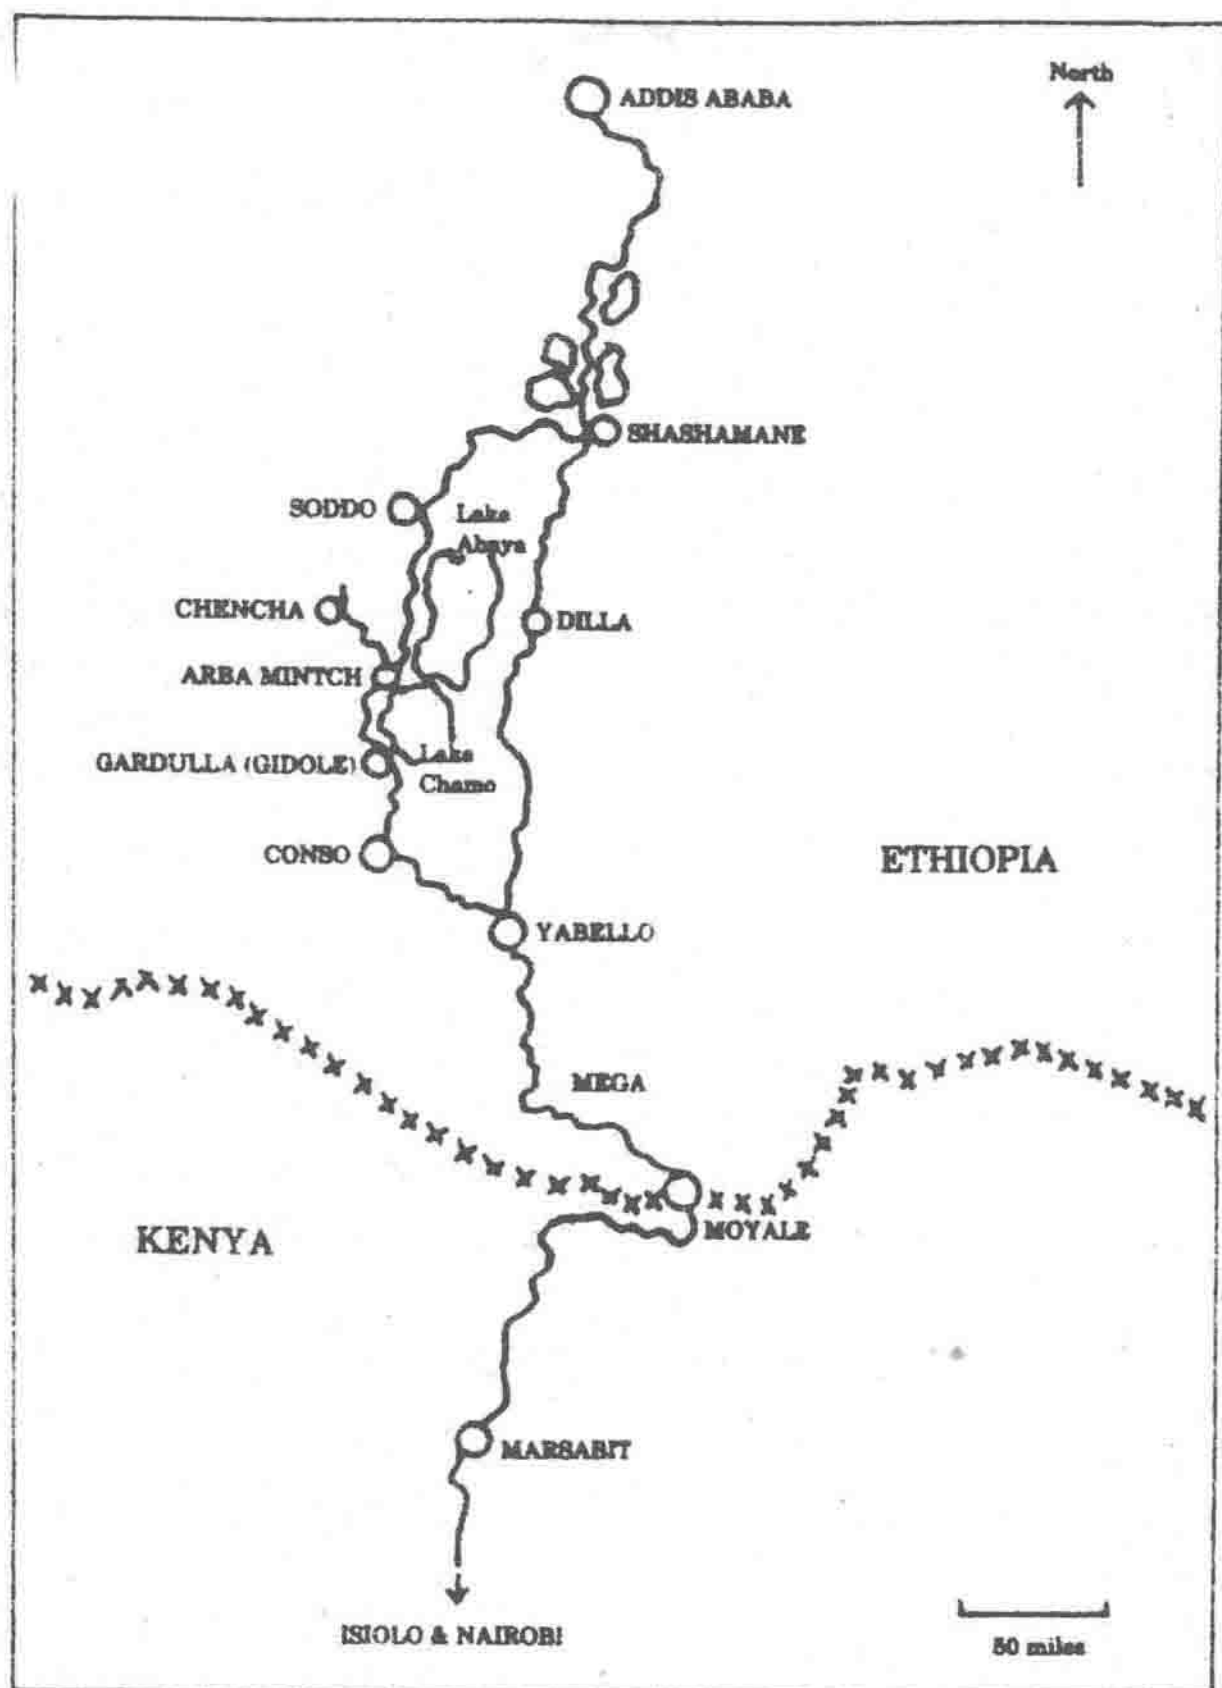 North
ADDIS ABABA
SHASHAMANE
SODDO
Lake
Abaya
CHENCHA
DILLA
ARBA MINTCH
GARDULLA (GIDOLE)
Lake
Chamo
CONSO
ETHIOPIA
YABELLO
MEGA
KENYA
MOYALE
MARSABIT
ISIOLO & NAIROBI
50 miles